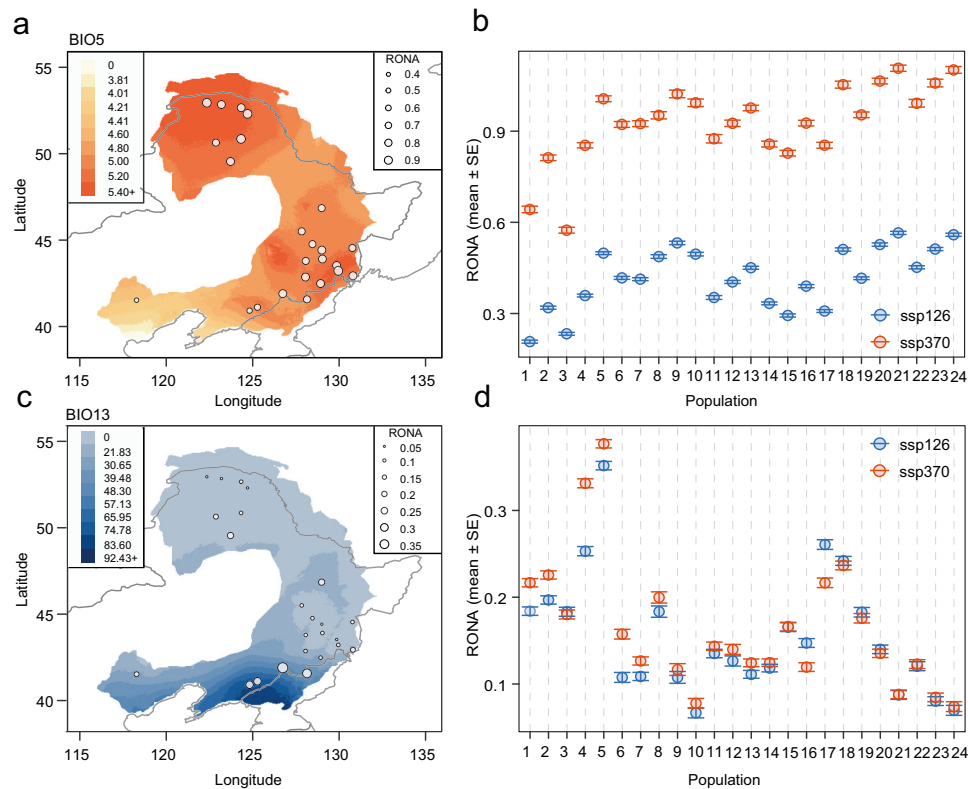 a
BIO5
0
3.81
4.01
4.21
4.41
4.60
4.80
5.00
5.20
5.40+
RONA
0.4
0.5
0.6
0.7
0.8
0.9
55
50
45
40
Latitude
115 120 125 130 135
Longitude
b
0.9
0.6
0.3
RONA (mean ± SE)
ssp126
ssp370
1 2 3 4 5 6 7 8 9 10 11 12 13 14 15 16 17 18 19 20 21 22 23 24
Population
c
BIO13
0
21.83
30.65
39.48
48.30
57.13
65.95
74.78
83.60
92.43+
RONA
0.05
0.1
0.15
0.2
0.25
0.3
0.35
55
50
45
40
Latitude
115 120 125 130 135
Longitude
d
0.3
0.2
0.1
RONA (mean ± SE)
ssp126
ssp370
1 2 3 4 5 6 7 8 9 10 11 12 13 14 15 16 17 18 19 20 21 22 23 24
Population